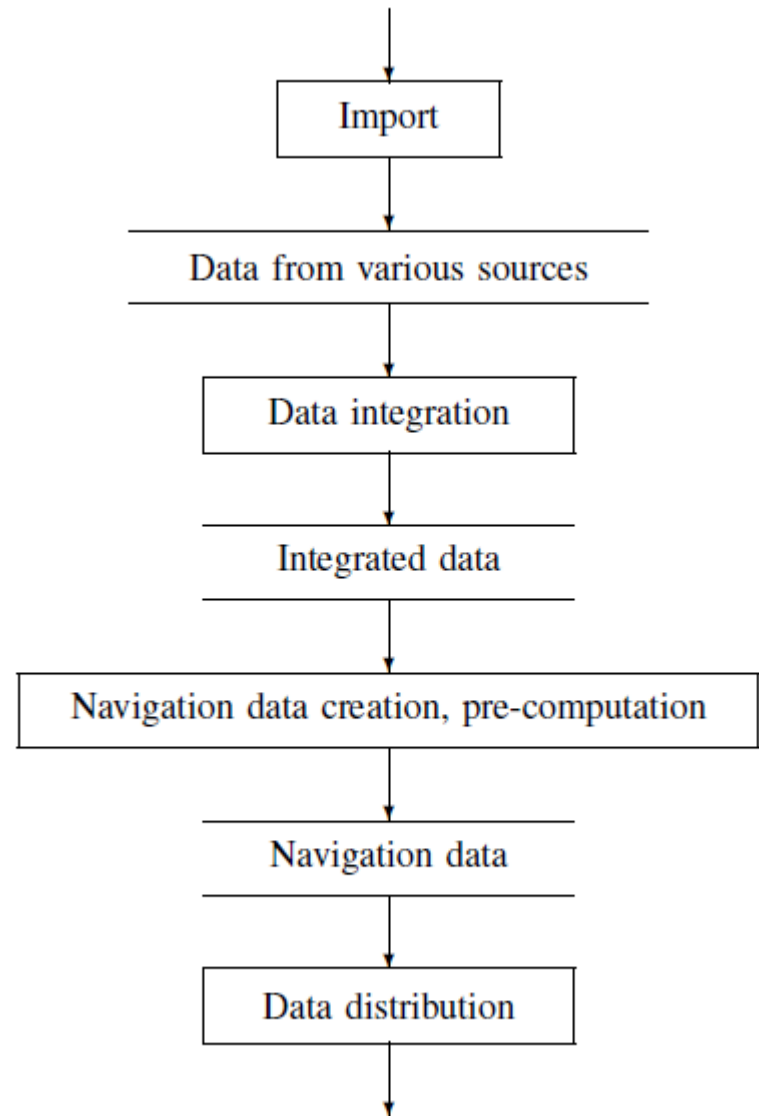 Import
Data from various sources
Data integration
Integrated data
Navigation data creation, pre-computation
Navigation data
Data distribution